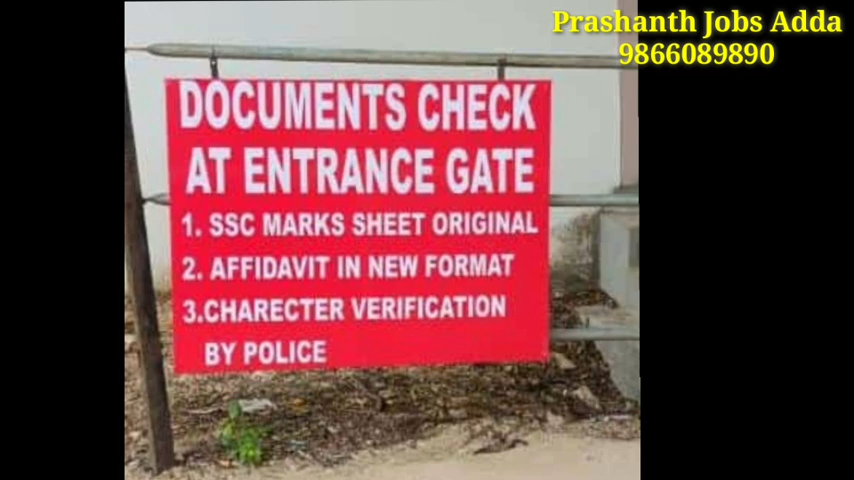 Prashanth Jobs Adda
9866089890
DOCUMENTS CHECK
AT ENTRANCE GATE
1. SSC MARKS SHEET ORIGINAL
2. AFFIDAVIT IN NEW FORMAT
3.CHARECTER VERIFICATION
BY POLICE